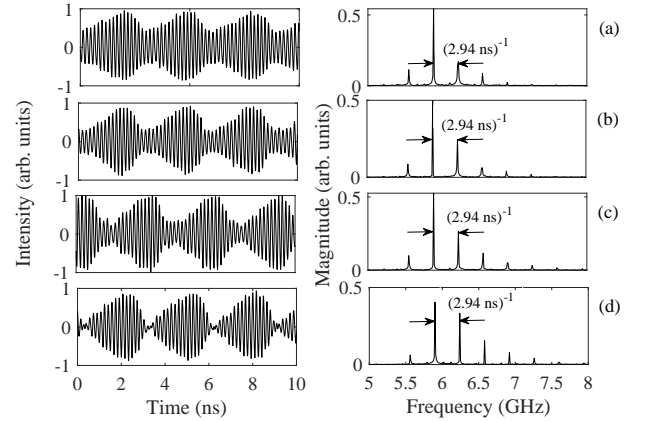 Intensity (arb. units)
1
0
-1
1
0
-1
1
0
-1
1
0
-1
0 2 4 6 8 10
Time (ns)
Magnitude (arb. units)
0.5
0
(2.94 ns)⁻¹
(a)
0.5
0
(2.94 ns)⁻¹
(b)
0.5
0
(2.94 ns)⁻¹
(c)
0.5
0
(2.94 ns)⁻¹
(d)
5 5.5 6 6.5 7 7.5 8
Frequency (GHz)